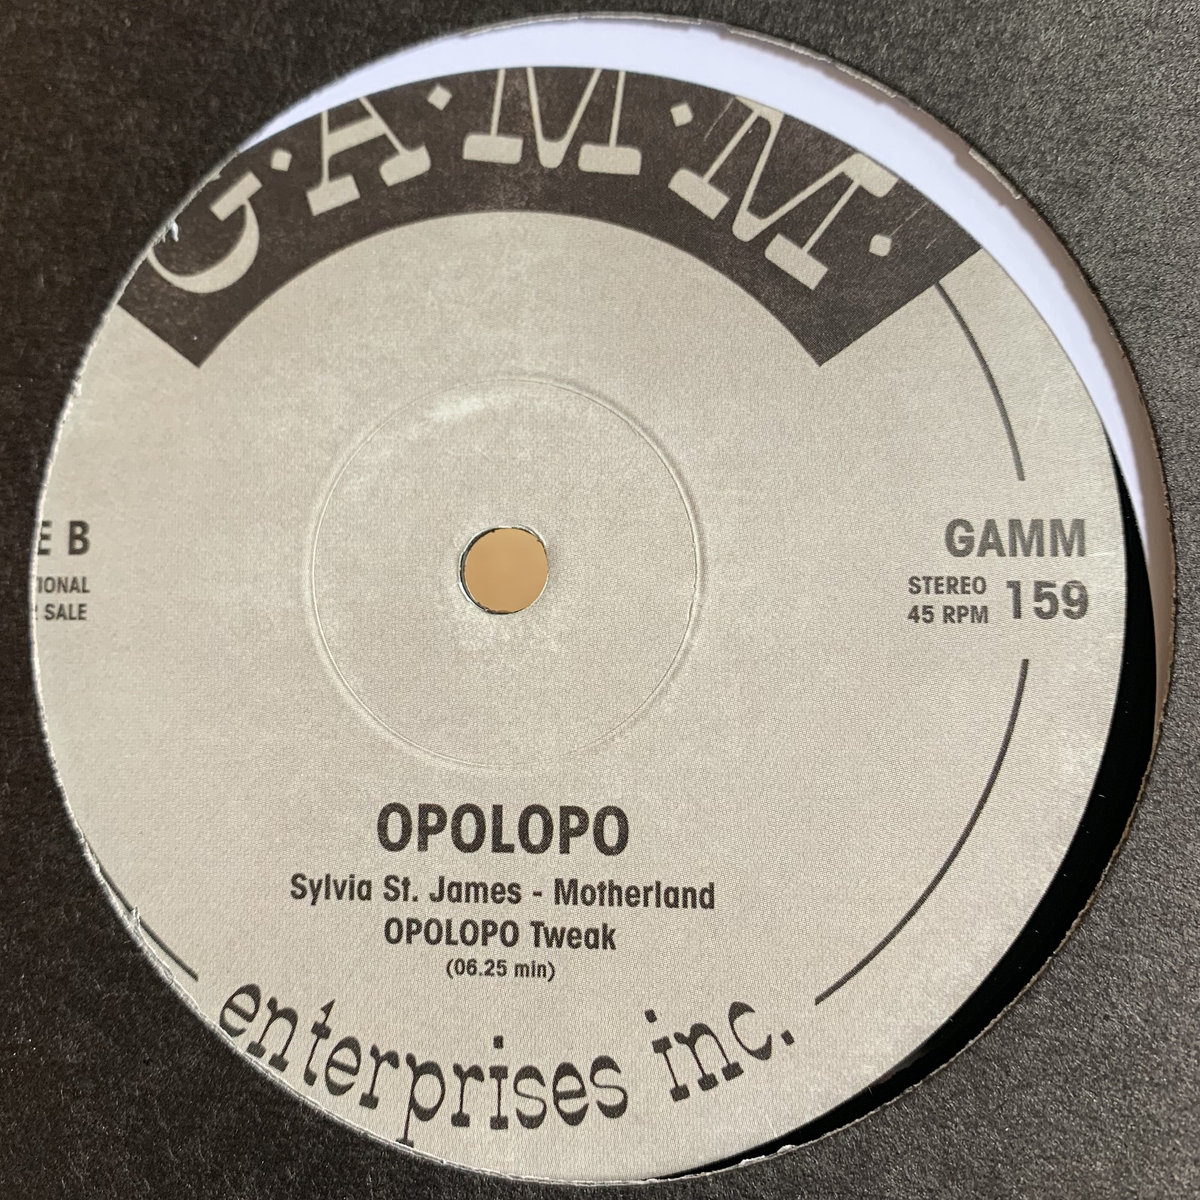 G·A·M·M·
E B
IONAL
SALE
GAMM
STEREO
45 RPM
159
OPOLOPO
Sylvia St. James - Motherland
OPOLOPO Tweak
(06.25 min)
enterprises inc.